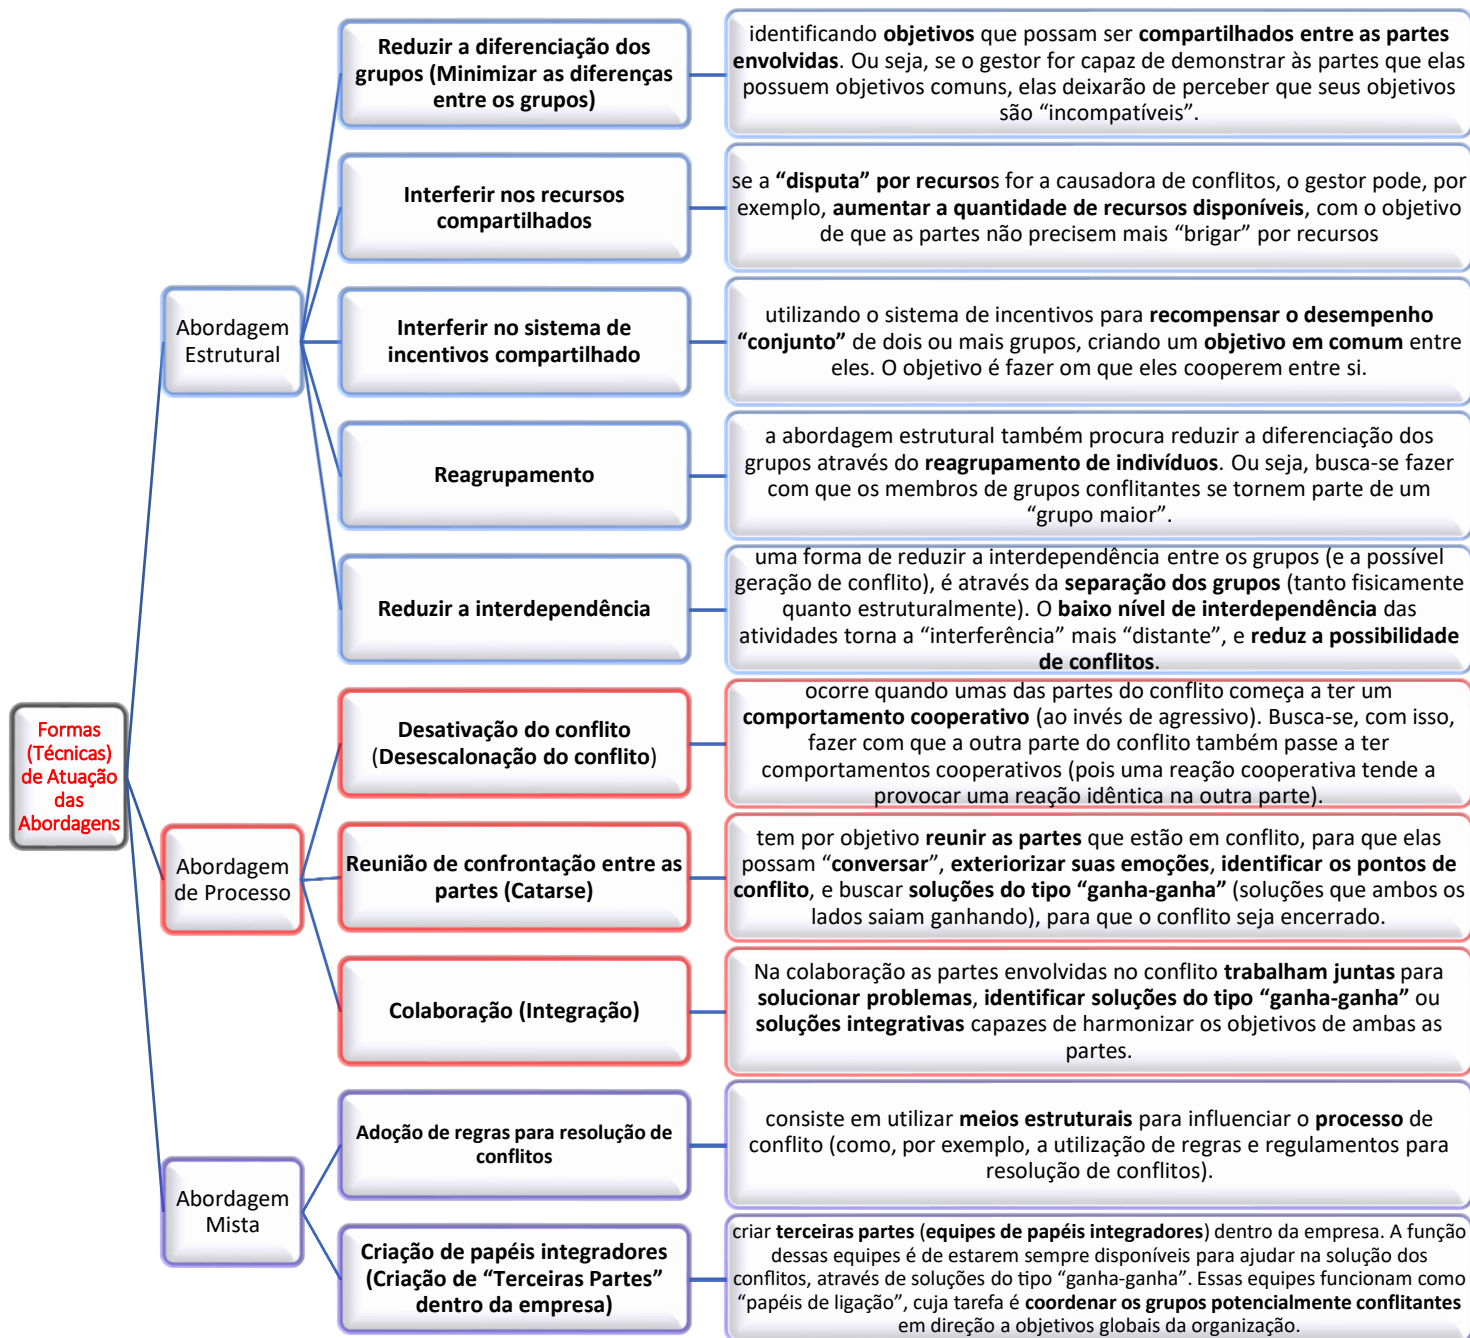 Formas
(Técnicas)
de Atuação
das
Abordagens
Abordagem
Estrutural
Reduzir a diferenciação dos
grupos (Minimizar as diferenças
entre os grupos)
identificando objetivos que possam ser compartilhados entre as partes
envolvidas. Ou seja, se o gestor for capaz de demonstrar às partes que elas
possuem objetivos comuns, elas deixarão de perceber que seus objetivos
são “incompatíveis”.
Interferir nos recursos
compartilhados
se a “disputa” por recursos for a causadora de conflitos, o gestor pode, por
exemplo, aumentar a quantidade de recursos disponíveis, com o objetivo
de que as partes não precisem mais “brigar” por recursos
Interferir no sistema de
incentivos compartilhado
utilizando o sistema de incentivos para recompensar o desempenho
“conjunto” de dois ou mais grupos, criando um objetivo em comum entre
eles. O objetivo é fazer om que eles cooperem entre si.
Reagrupamento
a abordagem estrutural também procura reduzir a diferenciação dos
grupos através do reagrupamento de indivíduos. Ou seja, busca-se fazer
com que os membros de grupos conflitantes se tornem parte de um
“grupo maior”.
Reduzir a interdependência
uma forma de reduzir a interdependência entre os grupos (e a possível
geração de conflito), é através da separação dos grupos (tanto fisicamente
quanto estruturalmente). O baixo nível de interdependência das
atividades torna a “interferência” mais “distante”, e reduz a possibilidade
de conflitos.
Abordagem
de Processo
Desativação do conflito
(Desescalonação do conflito)
ocorre quando umas das partes do conflito começa a ter um
comportamento cooperativo (ao invés de agressivo). Busca-se, com isso,
fazer com que a outra parte do conflito também passe a ter
comportamentos cooperativos (pois uma reação cooperativa tende a
provocar uma reação idêntica na outra parte).
Reunião de confrontação entre as
partes (Catarse)
tem por objetivo reunir as partes que estão em conflito, para que elas
possam “conversar”, exteriorizar suas emoções, identificar os pontos de
conflito, e buscar soluções do tipo “ganha-ganha” (soluções que ambos os
lados saiam ganhando), para que o conflito seja encerrado.
Colaboração (Integração)
Na colaboração as partes envolvidas no conflito trabalham juntas para
solucionar problemas, identificar soluções do tipo “ganha-ganha” ou
soluções integrativas capazes de harmonizar os objetivos de ambas as
partes.
Abordagem
Mista
Adoção de regras para resolução de
conflitos
consiste em utilizar meios estruturais para influenciar o processo de
conflito (como, por exemplo, a utilização de regras e regulamentos para
resolução de conflitos).
Criação de papéis integradores
(Criação de “Terceiras Partes”
dentro da empresa)
criar terceiras partes (equipes de papéis integradores) dentro da empresa. A função
dessas equipes é de estarem sempre disponíveis para ajudar na solução dos
conflitos, através de soluções do tipo “ganha-ganha”. Essas equipes funcionam como
“papéis de ligação”, cuja tarefa é coordenar os grupos potencialmente conflitantes
em direção a objetivos globais da organização.